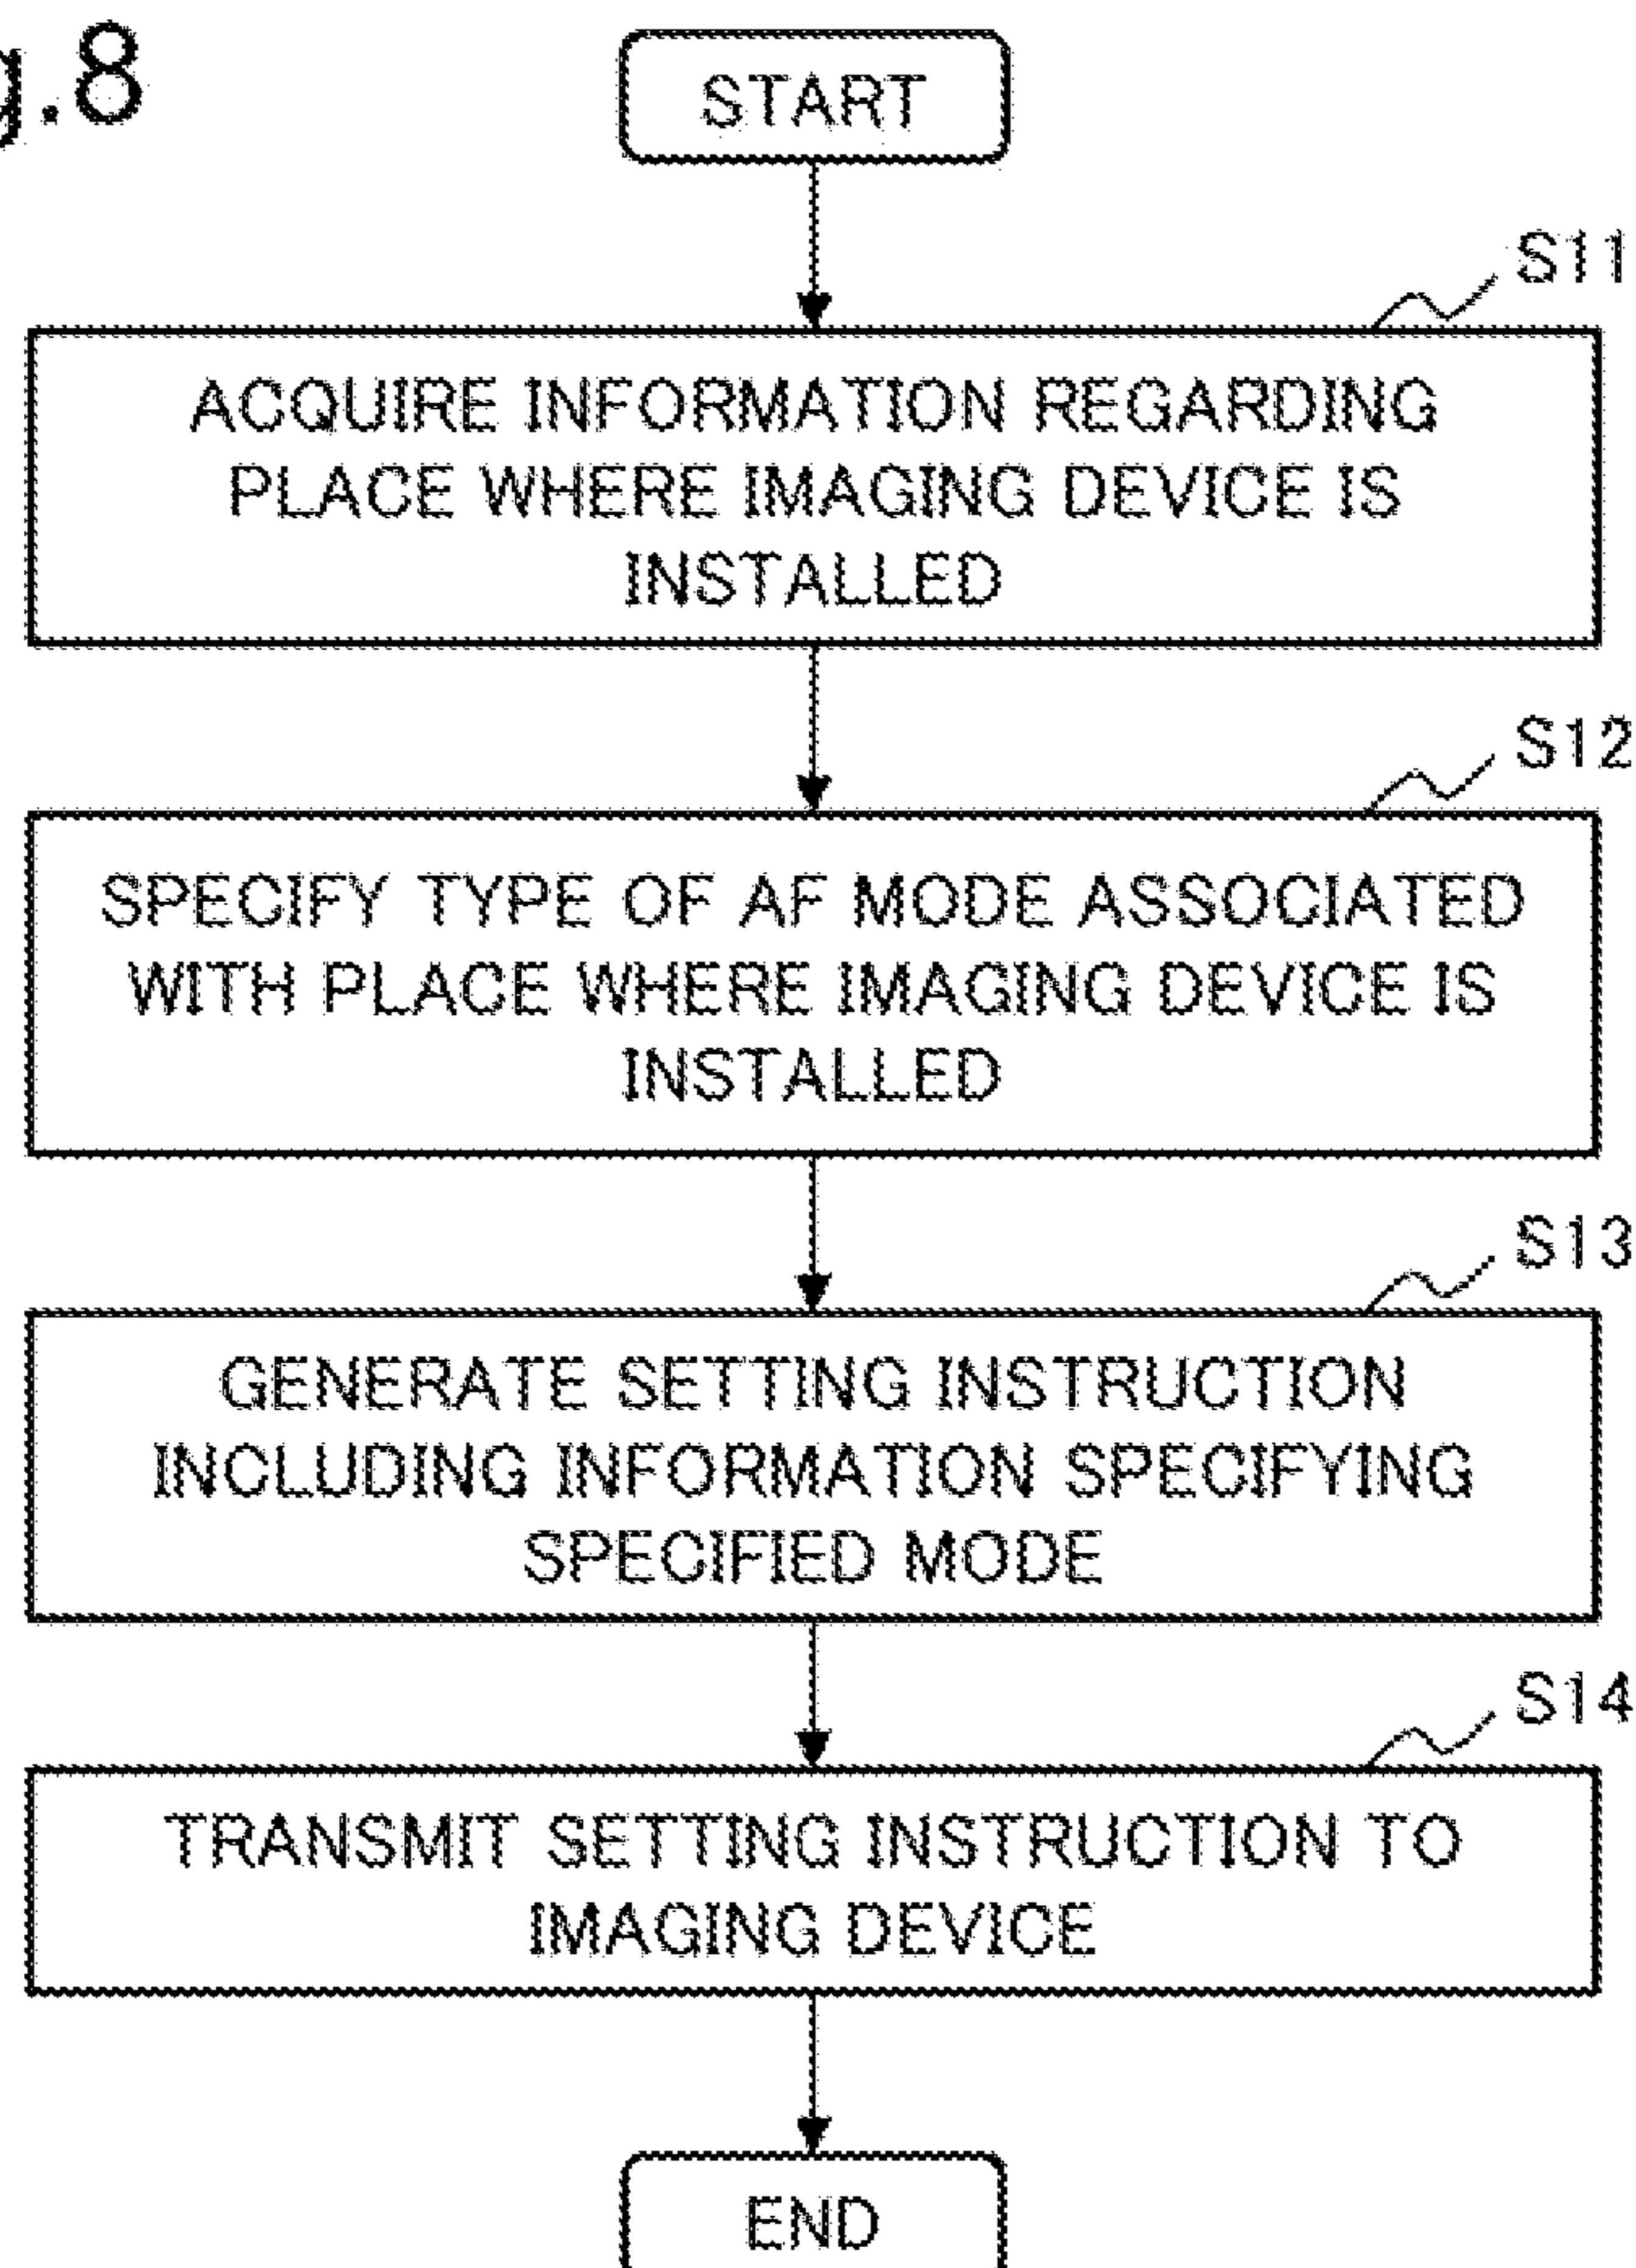 g.8
START
S11
ACQUIRE INFORMATION REGARDING
PLACE WHERE IMAGING DEVICE IS
INSTALLED
S12
SPECIFY TYPE OF AF MODE ASSOCIATED
WITH PLACE WHERE IMAGING DEVICE IS
INSTALLED
S13
GENERATE SETTING INSTRUCTION
INCLUDING INFORMATION SPECIFYING
SPECIFIED MODE
S14
TRANSMIT SETTING INSTRUCTION TO
IMAGING DEVICE
END